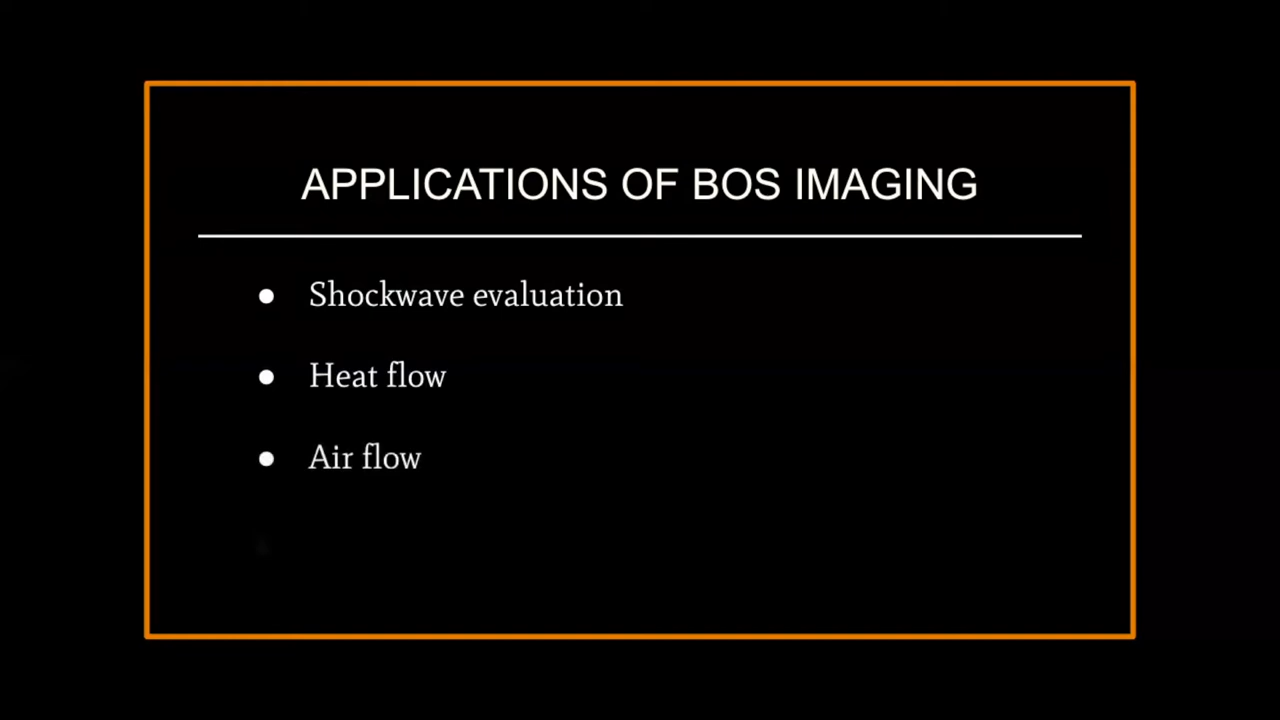 APPLICATIONS OF BOS IMAGING
● Shockwave evaluation
● Heat flow
● Air flow